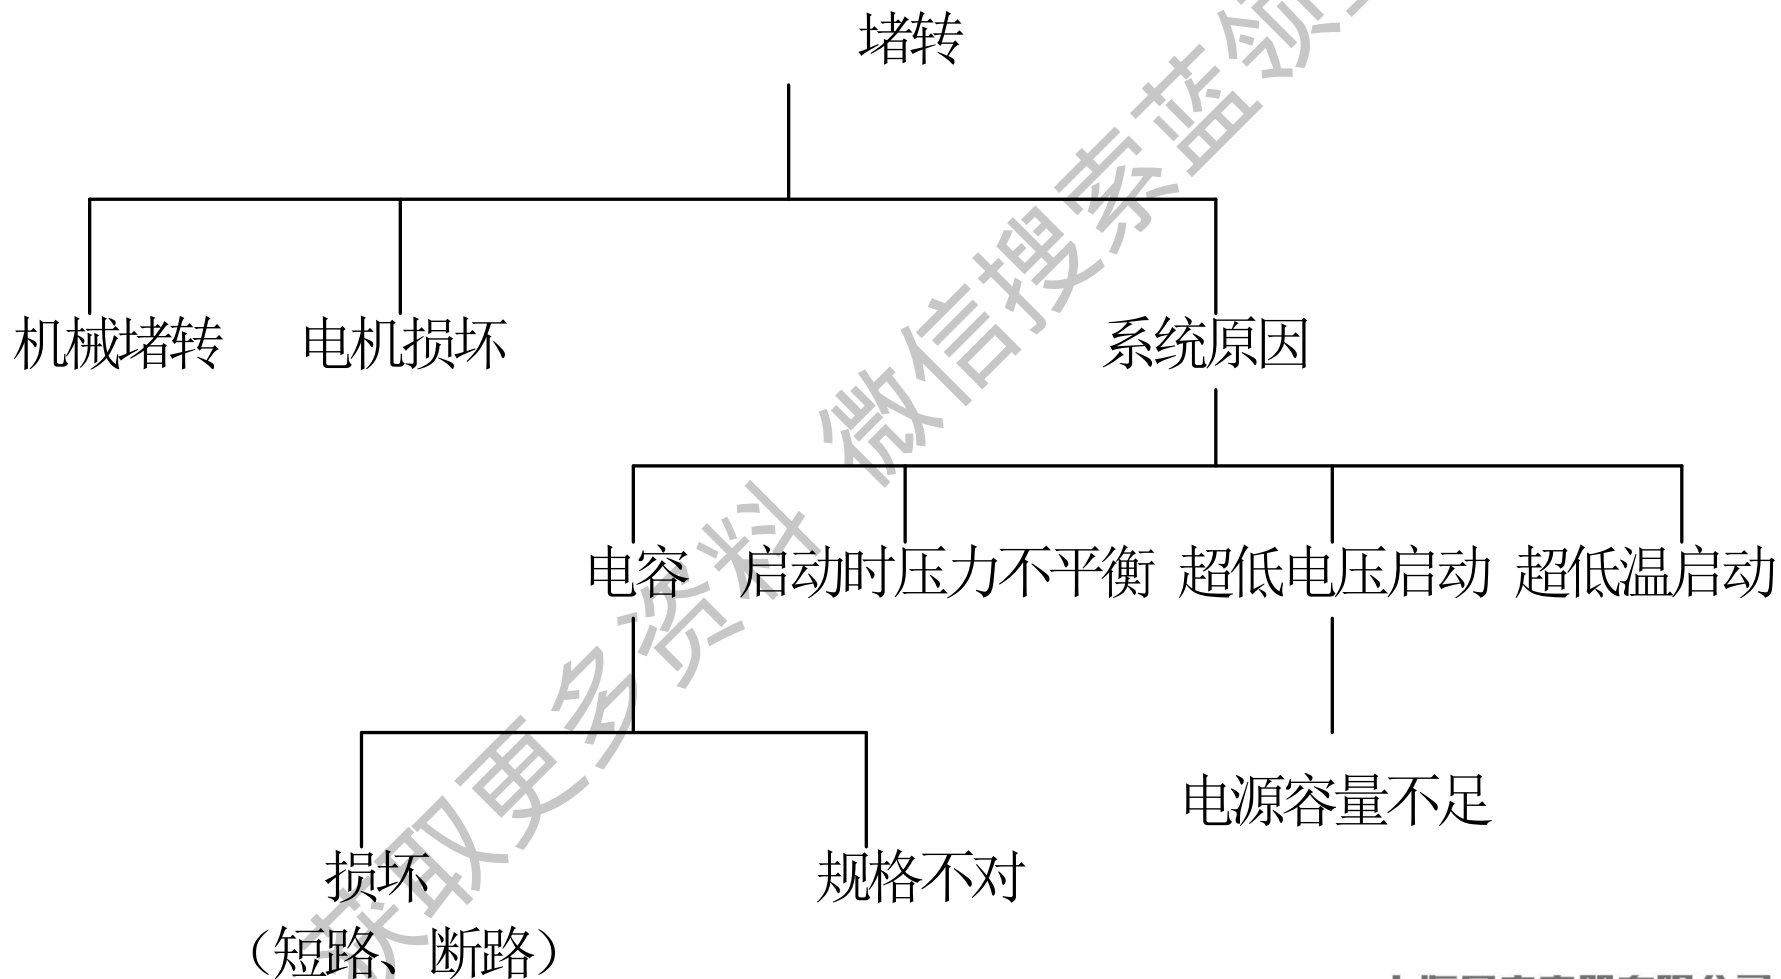 堵转
机械堵转 电机损坏 系统原因
电容 启动时压力不平衡 超低电压启动 超低温启动
电源容量不足
损坏 规格不对
（短路、断路）
获取更多资料 微信搜索蓝领